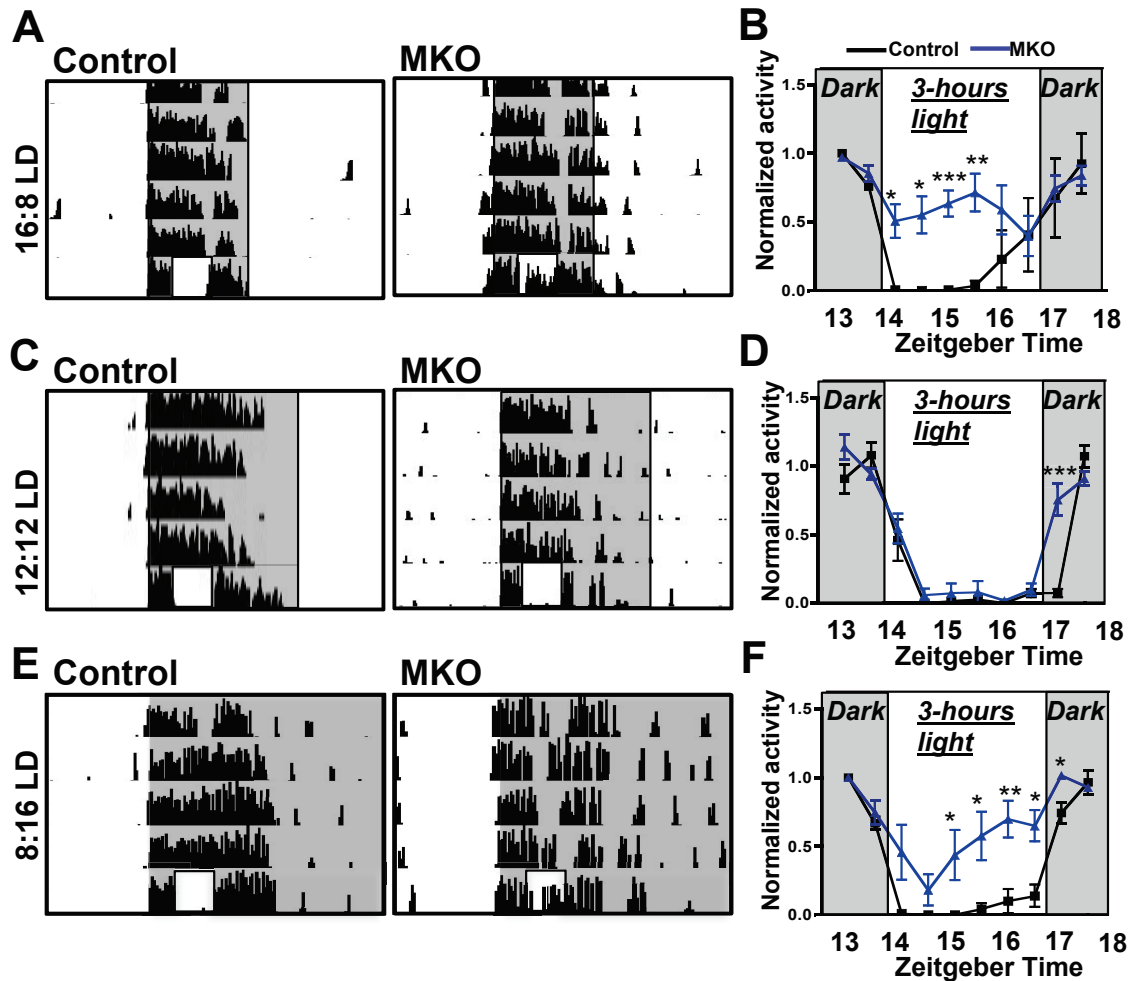 A
Control
MKO
16:8 LD
B
Control MKO
Normalized activity
1.5
1.0
0.5
0.0
Dark
3-hours
light
Dark
* * *** **
13 14 15 16 17 18
Zeitgeber Time
C
Control
MKO
12:12 LD
D
Normalized activity
1.5
1.0
0.5
0.0
Dark
3-hours
light
Dark
***
13 14 15 16 17 18
Zeitgeber Time
E
Control
MKO
8:16 LD
F
Normalized activity
1.5
1.0
0.5
0.0
Dark
3-hours
light
Dark
* * ** * *
13 14 15 16 17 18
Zeitgeber Time